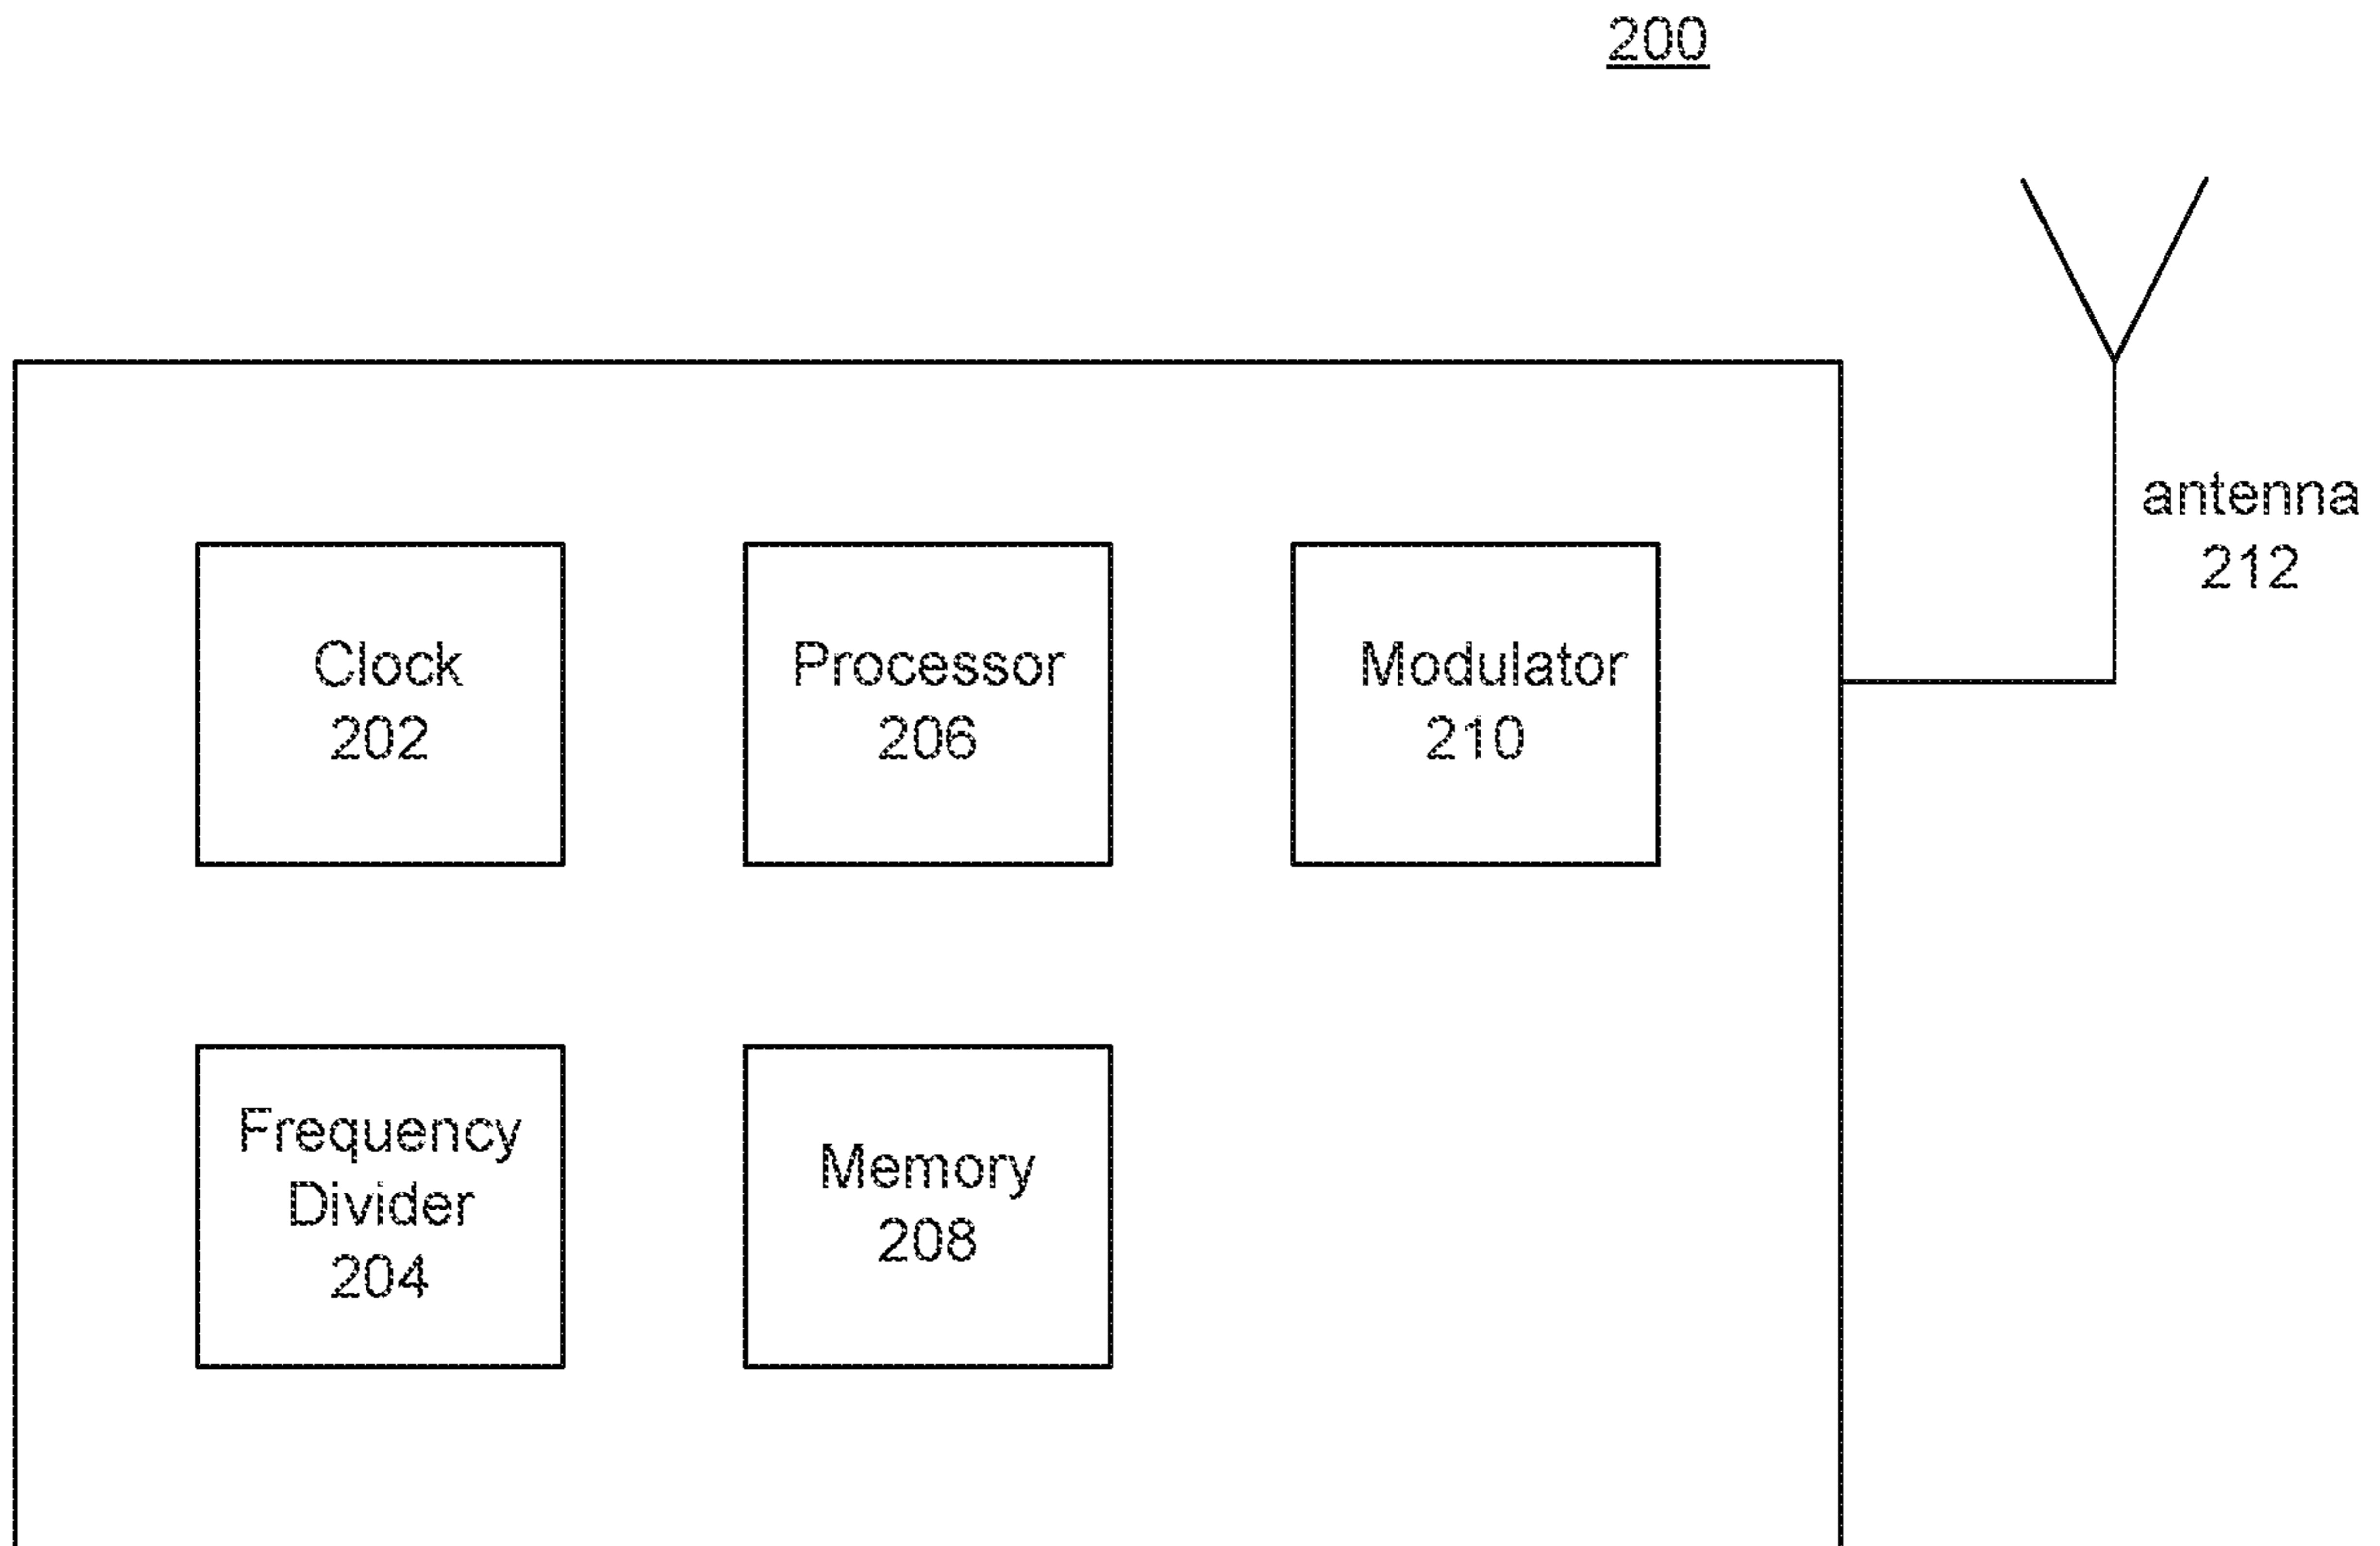 200
antenna
212
Clock
202
Processor
206
Modulator
210
Frequency
Divider
204
Memory
208